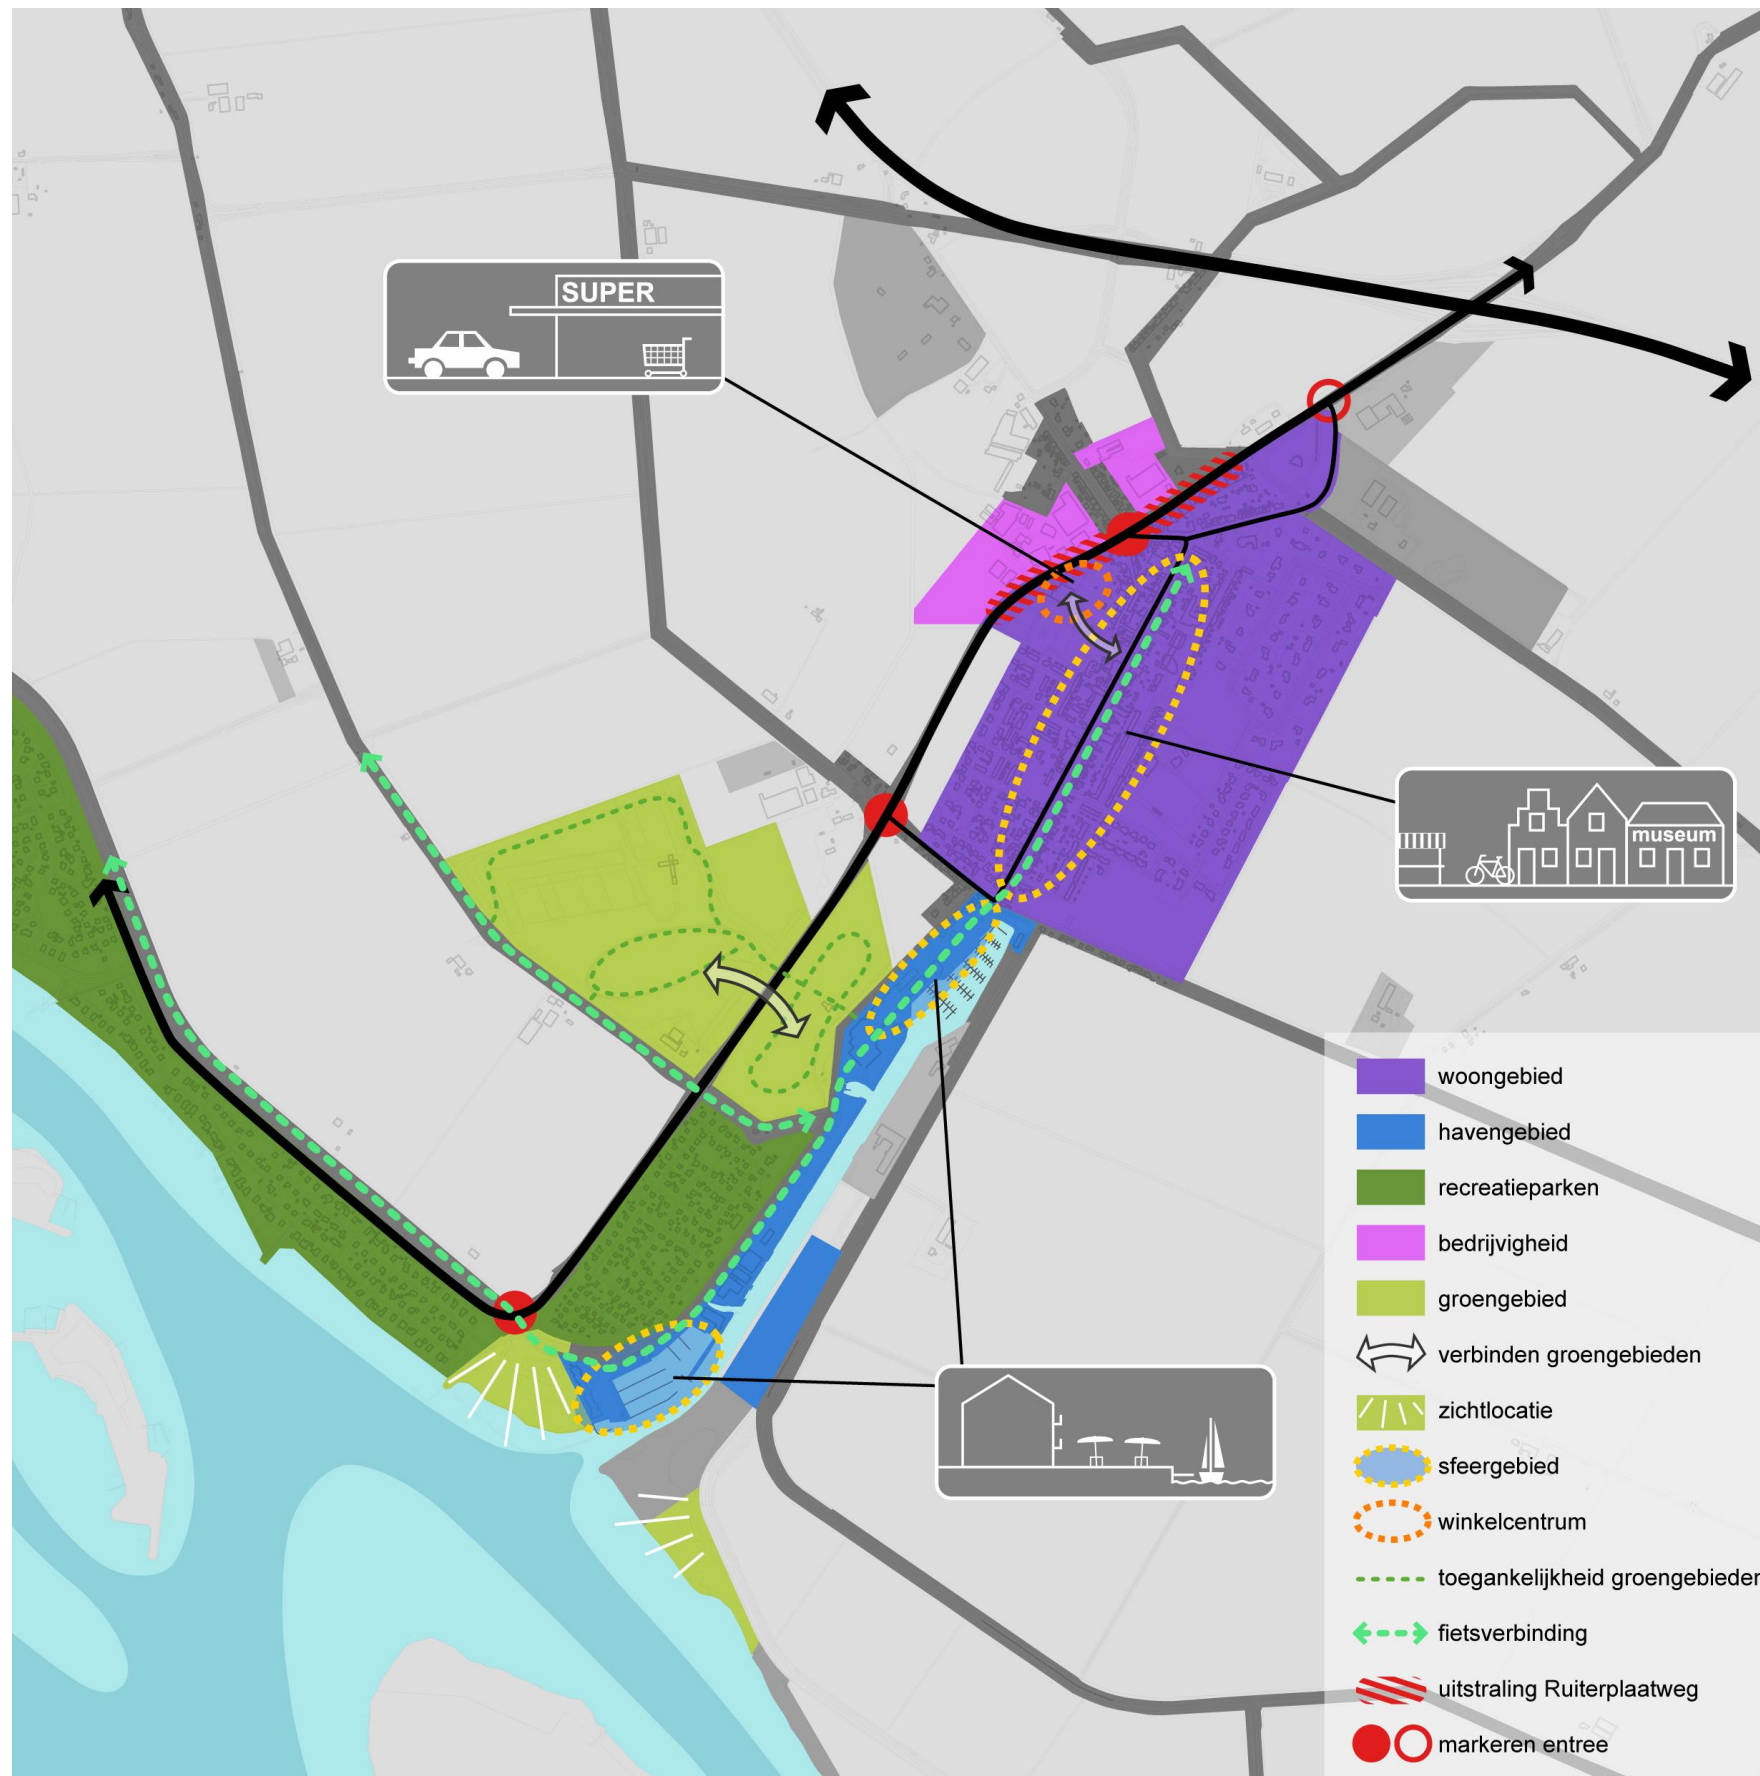 SUPER
museum
woongebied
havengebied
recreatieparken
bedrijvigheid
groengebied
verbinden groengebieden
zichtlocatie
sfeergebied
winkelcentrum
toegankelijkheid groengebieden
fietsverbinding
uitstraling Ruiterplaatweg
markeren entree